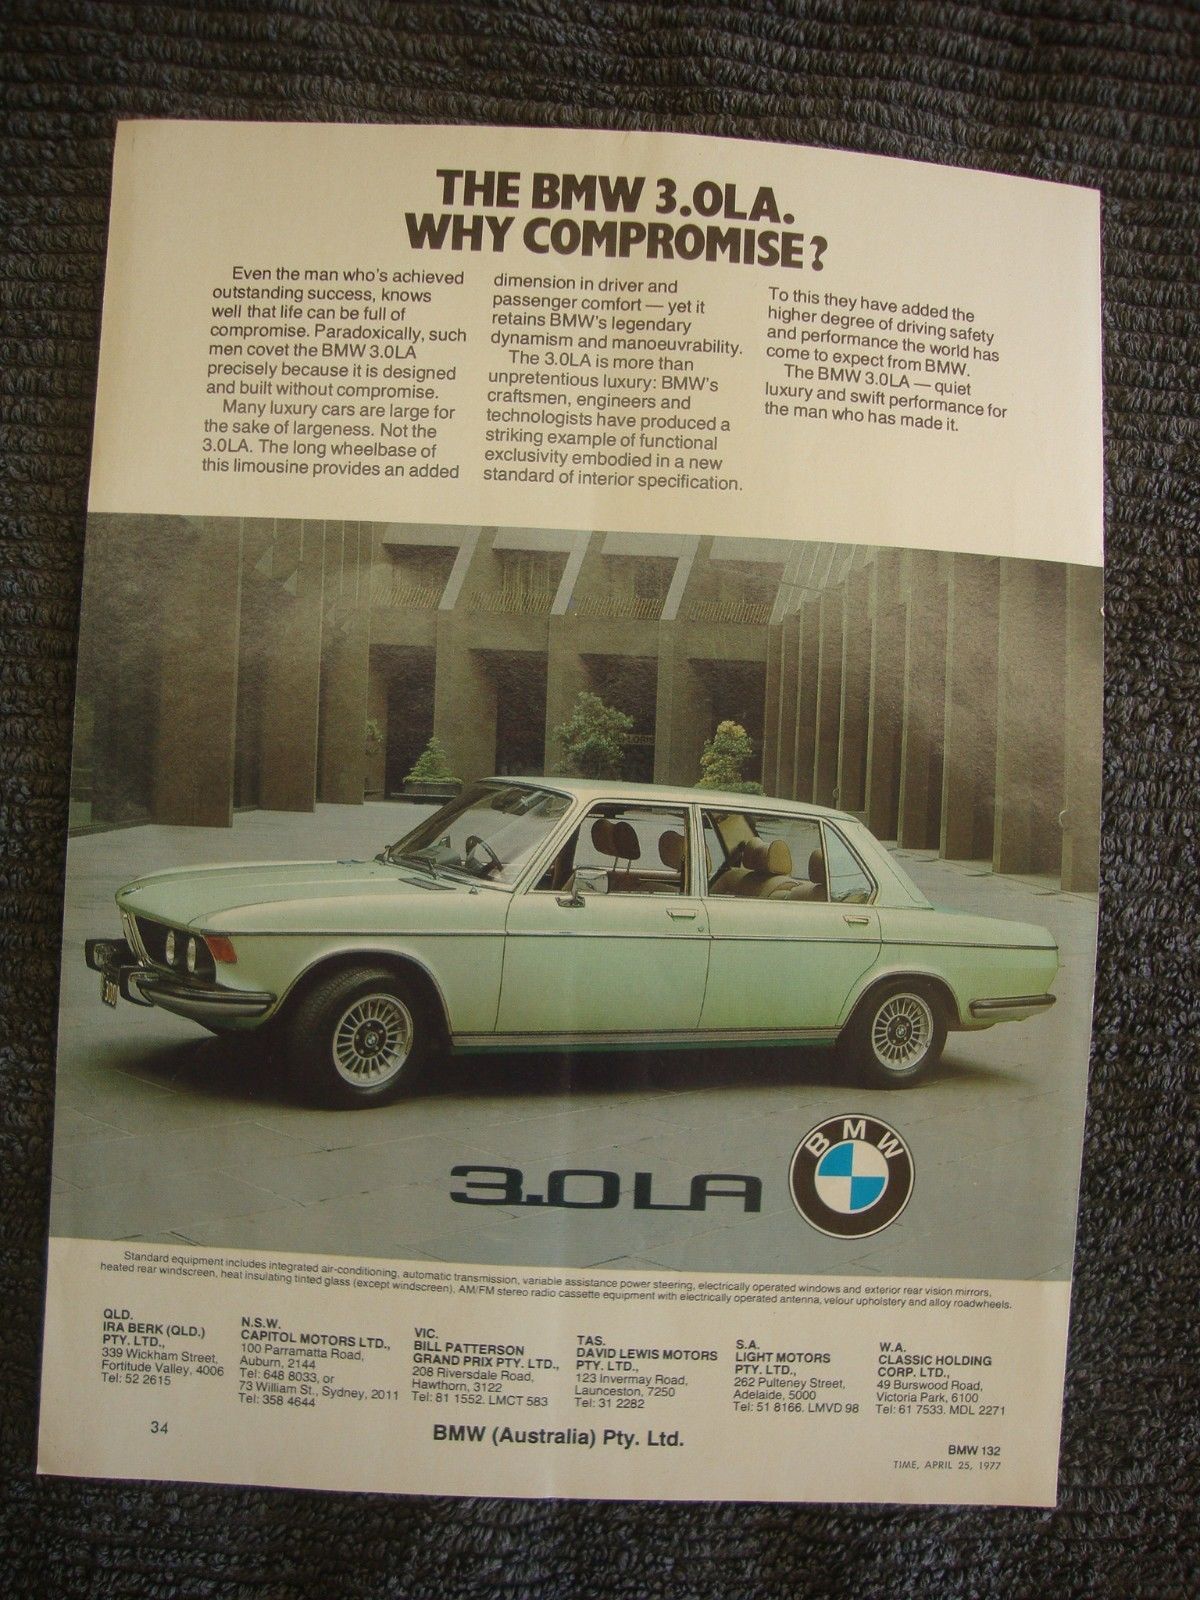 THE BMW 3.0LA.
WHY COMPROMISE?
Even the man who's achieved
outstanding success, knows
well that life can be full of
compromise. Paradoxically, such
men covet the BMW 3.0LA
precisely because it is designed
and built without compromise.
Many luxury cars are large for
the sake of largeness. Not the
3.0LA. The long wheelbase of
this limousine provides an added
dimension in driver and
passenger comfort — yet it
retains BMW's legendary
dynamism and manoeuvrability.
The 3.0LA is more than
unpretentious luxury: BMW's
craftsmen, engineers and
technologists have produced a
striking example of functional
exclusivity embodied in a new
standard of interior specification.
To this they have added the
higher degree of driving safety
and performance the world has
come to expect from BMW.
The BMW 3.0LA — quiet
luxury and swift performance for
the man who has made it.
3.0LA
BMW
Standard equipment includes integrated air-conditioning, automatic transmission, variable assistance power steering, electrically operated windows and exterior rear vision mirrors,
heated rear windscreen, heat insulating tinted glass (except windscreen), AM/FM stereo radio cassette equipment with electrically operated antenna, velour upholstery and alloy roadwheels.
QLD.
IRA BERK (QLD.)
PTY. LTD.,
339 Wickham Street,
Fortitude Valley, 4006
Tel: 52 2615
N.S.W.
CAPITOL MOTORS LTD.,
100 Parramatta Road,
Auburn, 2144
Tel: 648 8033, or
73 William St., Sydney, 2011
Tel: 358 4644
VIC.
BILL PATTERSON
GRAND PRIX PTY. LTD.,
208 Riversdale Road,
Hawthorn, 3122
Tel: 81 1552. LMCT 583
TAS.
DAVID LEWIS MOTORS
PTY. LTD.,
123 Invermay Road,
Launceston, 7250
Tel: 31 2282
S.A.
LIGHT MOTORS
PTY. LTD.,
262 Pulteney Street,
Adelaide, 5000
Tel: 51 8166. LMVD 98
W.A.
CLASSIC HOLDING
CORP. LTD.,
49 Burswood Road,
Victoria Park, 6100
Tel: 61 7533. MDL 2271
34
BMW (Australia) Pty. Ltd.
BMW 132
TIME, APRIL 25, 1977